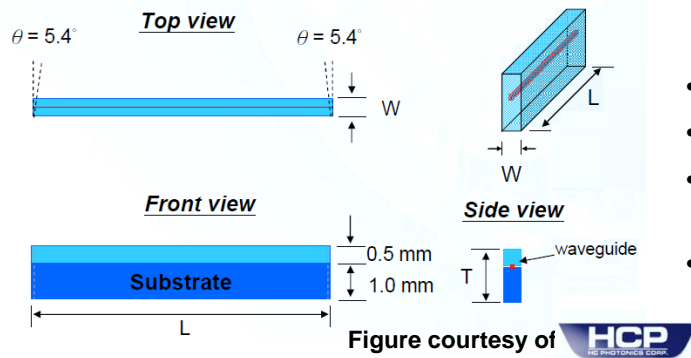 Top view
θ = 5.4°
θ = 5.4°
W
L
W
Front view
0.5 mm
Substrate
1.0 mm
L
Side view
waveguide
T
Figure courtesy of
HCP
HC PHOTONICS CORP.